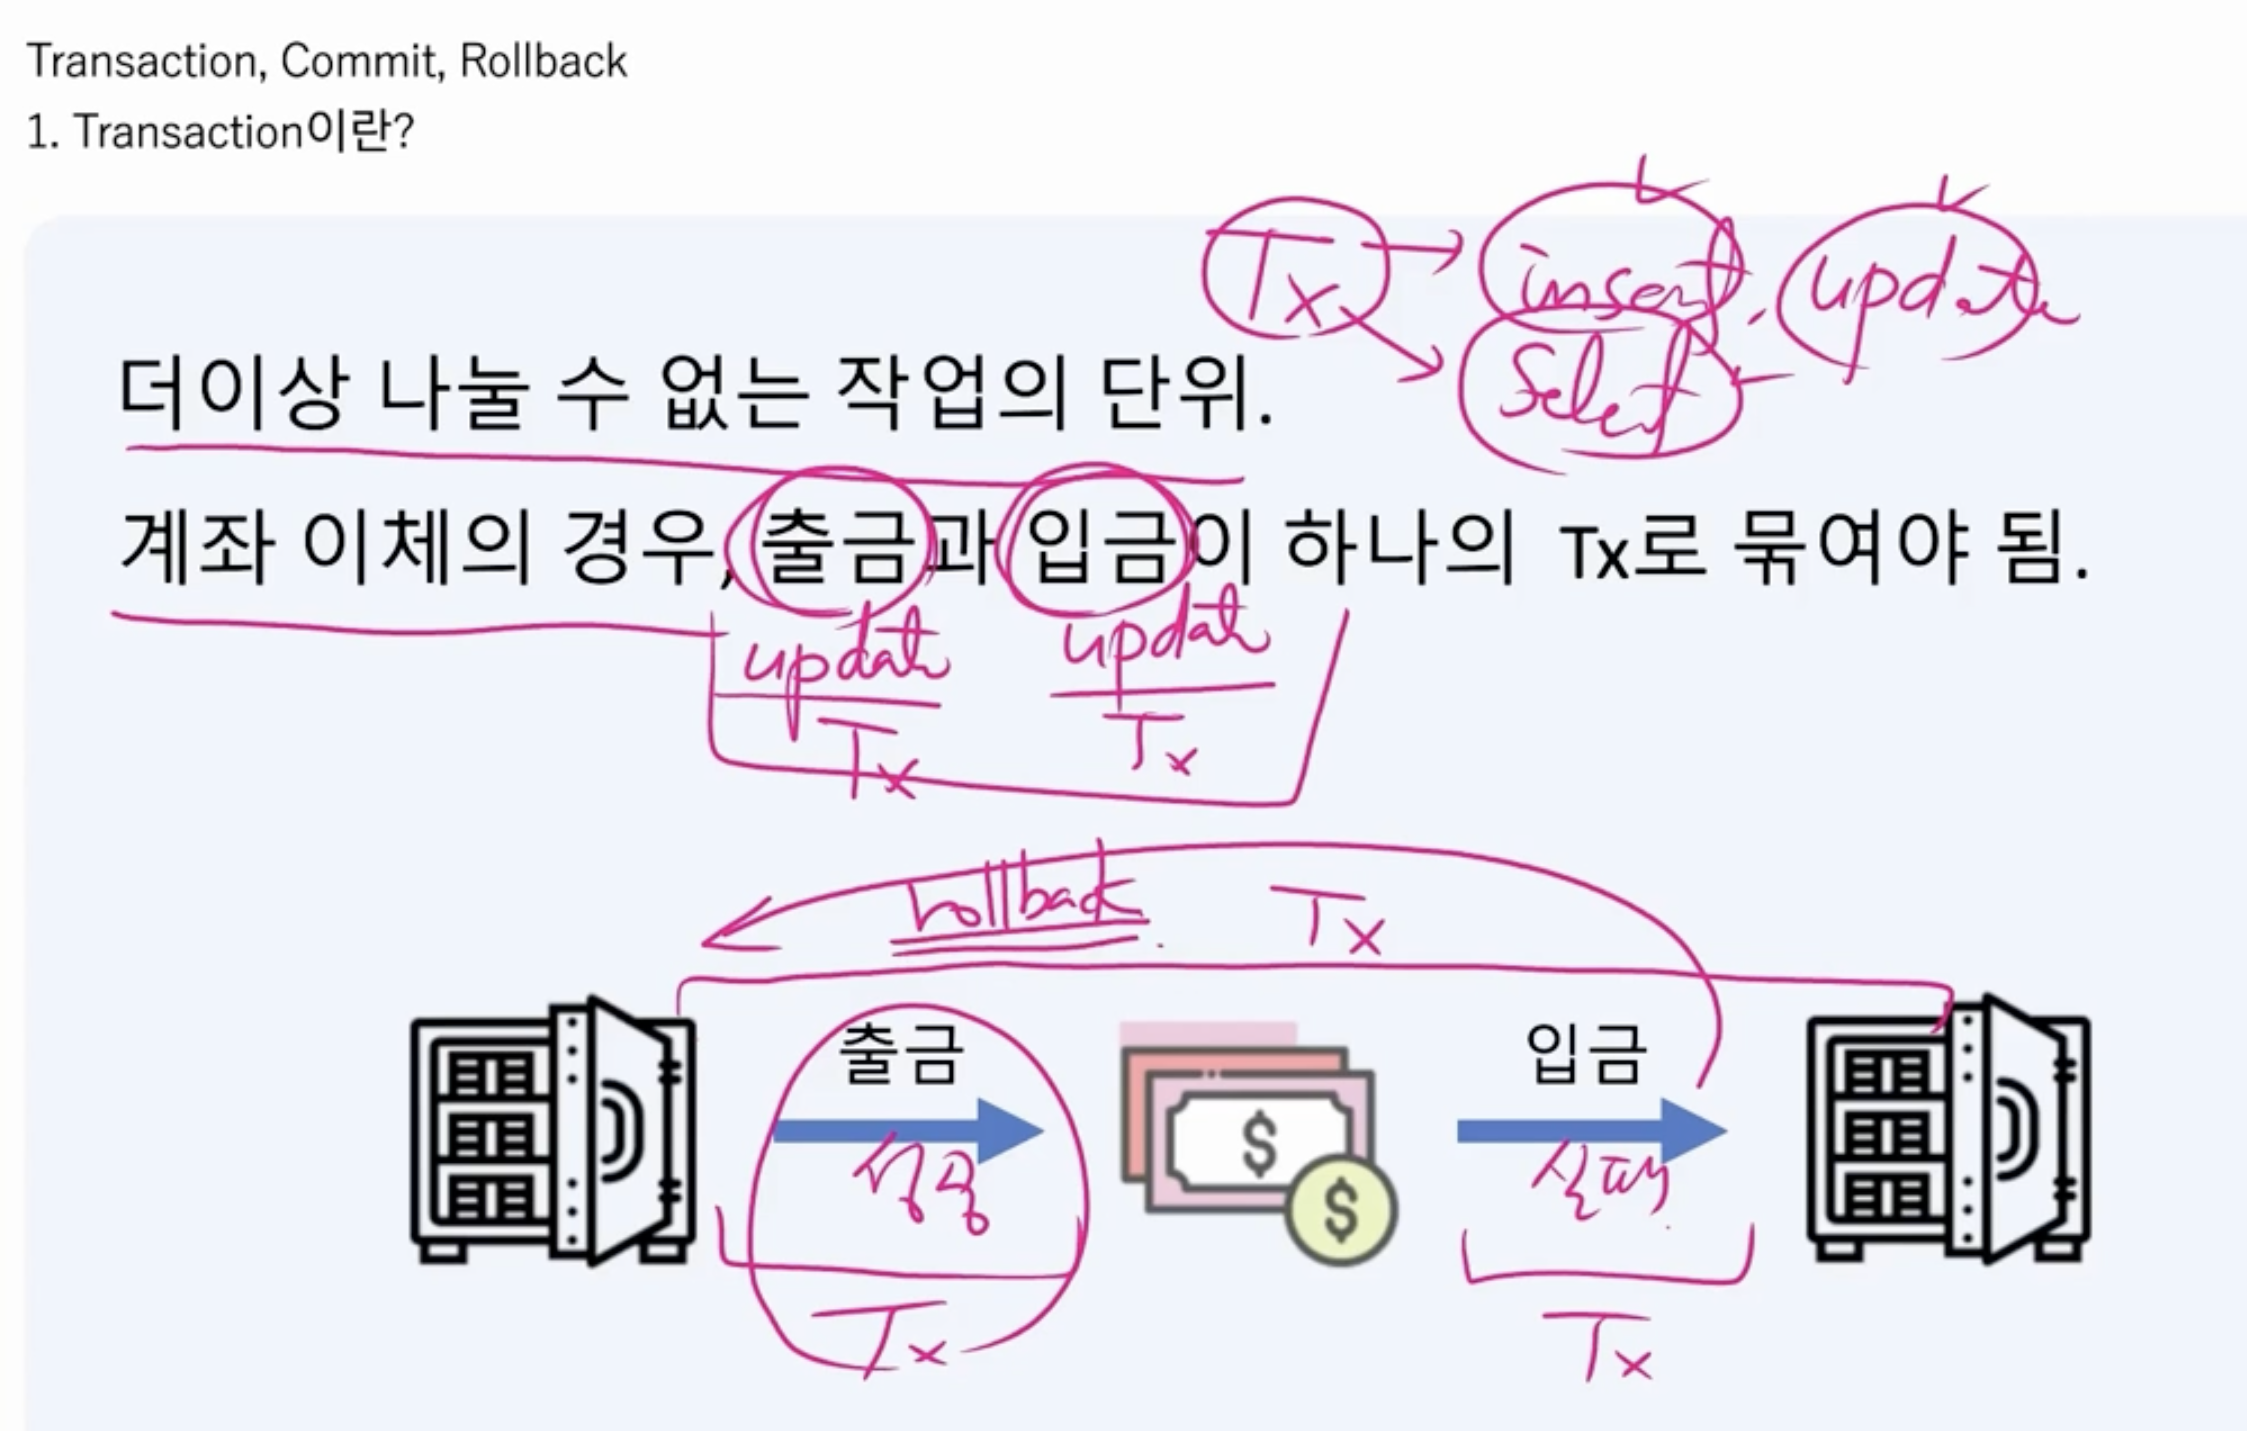 Transaction, Commit, Rollback
1. Transaction이란?
Tx insert, update
Select
더이상 나눌 수 없는 작업의 단위.
계좌 이체의 경우, 출금과 입금이 하나의 Tx로 묶여야 됨.
updat updat
Tx Tx
rollback. Tx
출금 입금
성공 실패.
$
$
Tx Tx